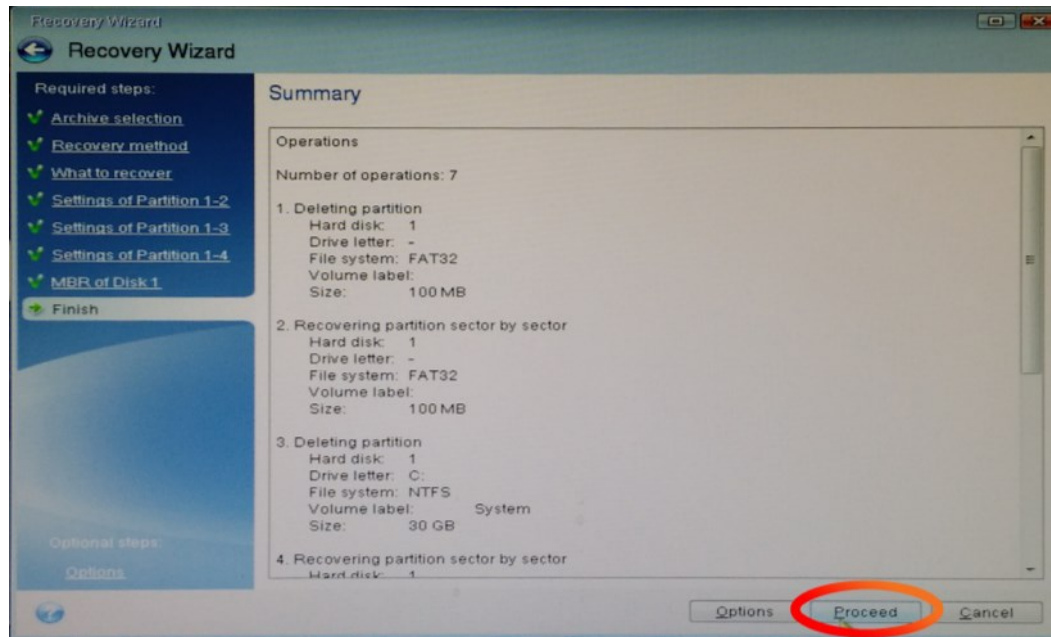 Recovery Wizard
Recovery Wizard
Required steps:
Archive selection
Recovery method
What to recover
Settings of Partition 1-2
Settings of Partition 1-3
Settings of Partition 1-4
MBR of Disk 1
Finish
Optional steps:
Options
Summary
Operations
Number of operations: 7
1. Deleting partition
Hard disk: 1
Drive letter: -
File system: FAT32
Volume label:
Size: 100 MB
2. Recovering partition sector by sector
Hard disk: 1
Drive letter: -
File system: FAT32
Volume label:
Size: 100 MB
3. Deleting partition
Hard disk: 1
Drive letter: C:
File system: NTFS
Volume label: System
Size: 30 GB
4. Recovering partition sector by sector
Hard disk: 1
Options Proceed Cancel